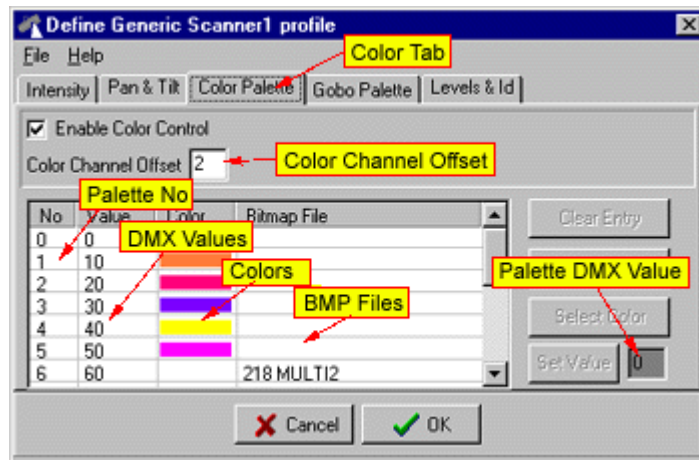 Define Generic Scanner1 profile
File Help
Color Tab
Intensity Pan & Tilt Color Palette Gobo Palette Levels & Id
Enable Color Control
Color Channel Offset 2
Color Channel Offset
Palette No
No Value Color Bitmap File
Clear Entry
0 0
DMX Values
1 10
Colors
Palette DMX Value
2 20
3 30
BMP Files
Select Color
4 40
5 50
Set Value 0
6 60 218 MULTI2
Cancel OK